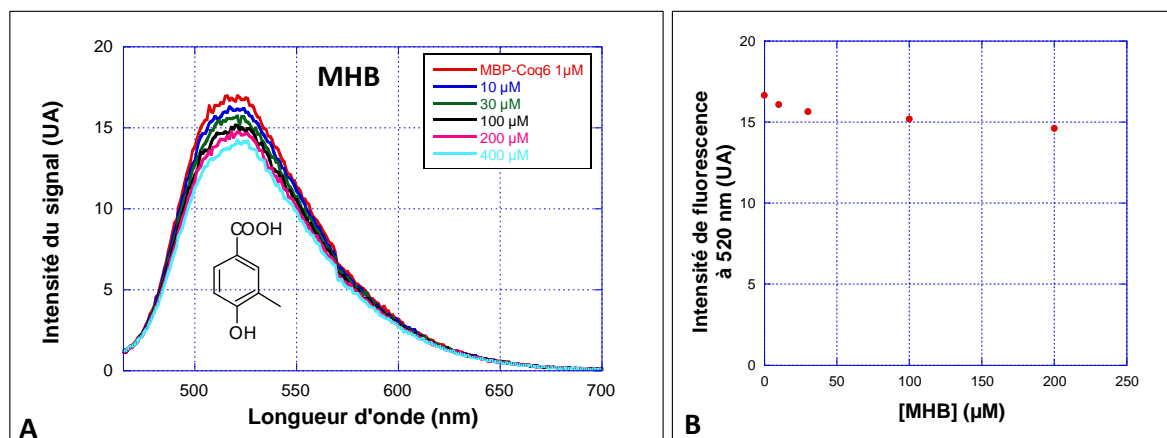 20
15
10
5
0
500
550
600
650
700
Intensité du signal (UA)
Longueur d'onde (nm)
MHB
MBP-Coq6 1µM
10 µM
30 µM
100 µM
200 µM
400 µM
COOH
OH
A
20
15
10
5
0
0
50
100
150
200
250
Intensité de fluorescence
à 520 nm (UA)
[MHB] (µM)
B